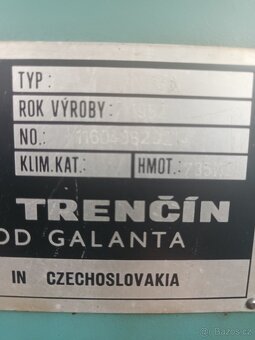 TYP:
ROK VÝROBY:
NO.:
KLIM.KAT.: HMOT.:
TRENČÍN
OD GALANTA
IN CZECHOSLOVAKIA